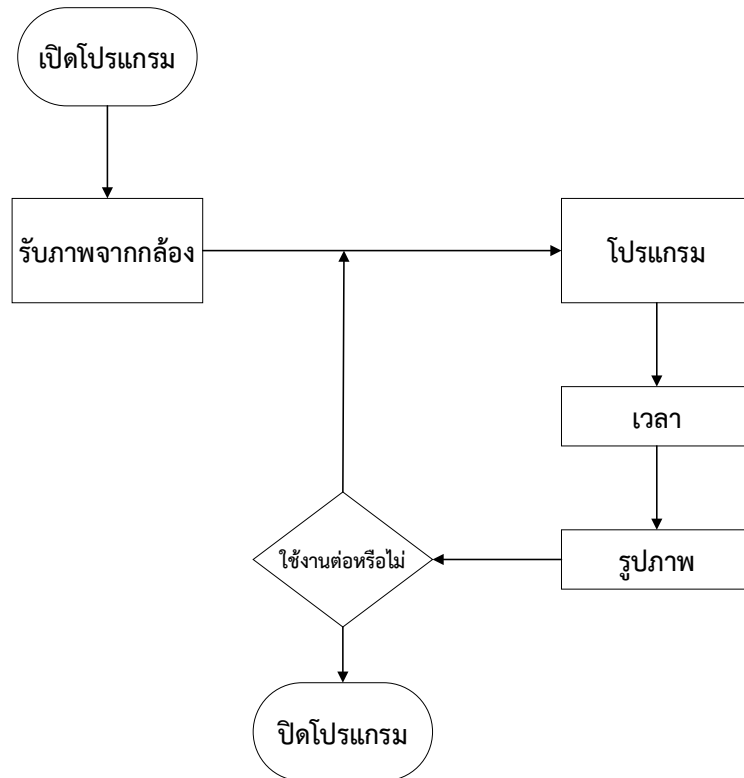 เปิดโปรแกรม
รับภาพจากกล้อง
โปรแกรม
เวลา
รูปภาพ
ใช้งานต่อหรือไม่
ปิดโปรแกรม